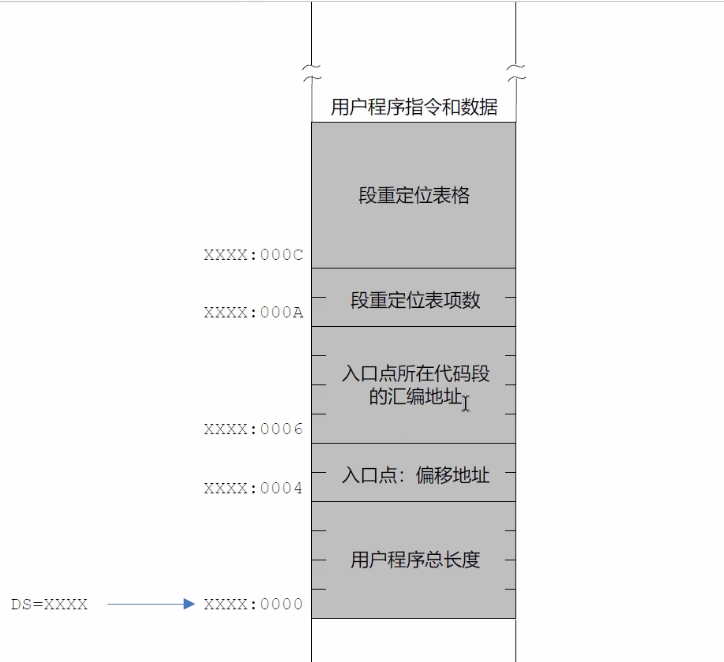 用户程序指令和数据
段重定位表格
XXXX:000C
段重定位表项数
XXXX:000A
入口点所在代码段
的汇编地址
XXXX:0006
入口点：偏移地址
XXXX:0004
用户程序总长度
DS=XXXX
XXXX:0000